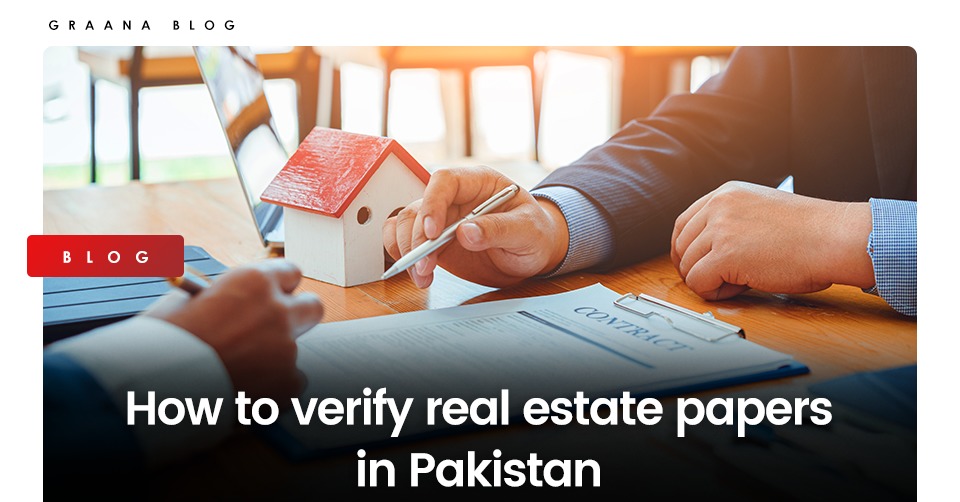 GRAANA BLOG
BLOG
CONTRACT
How to verify real estate papers
in Pakistan